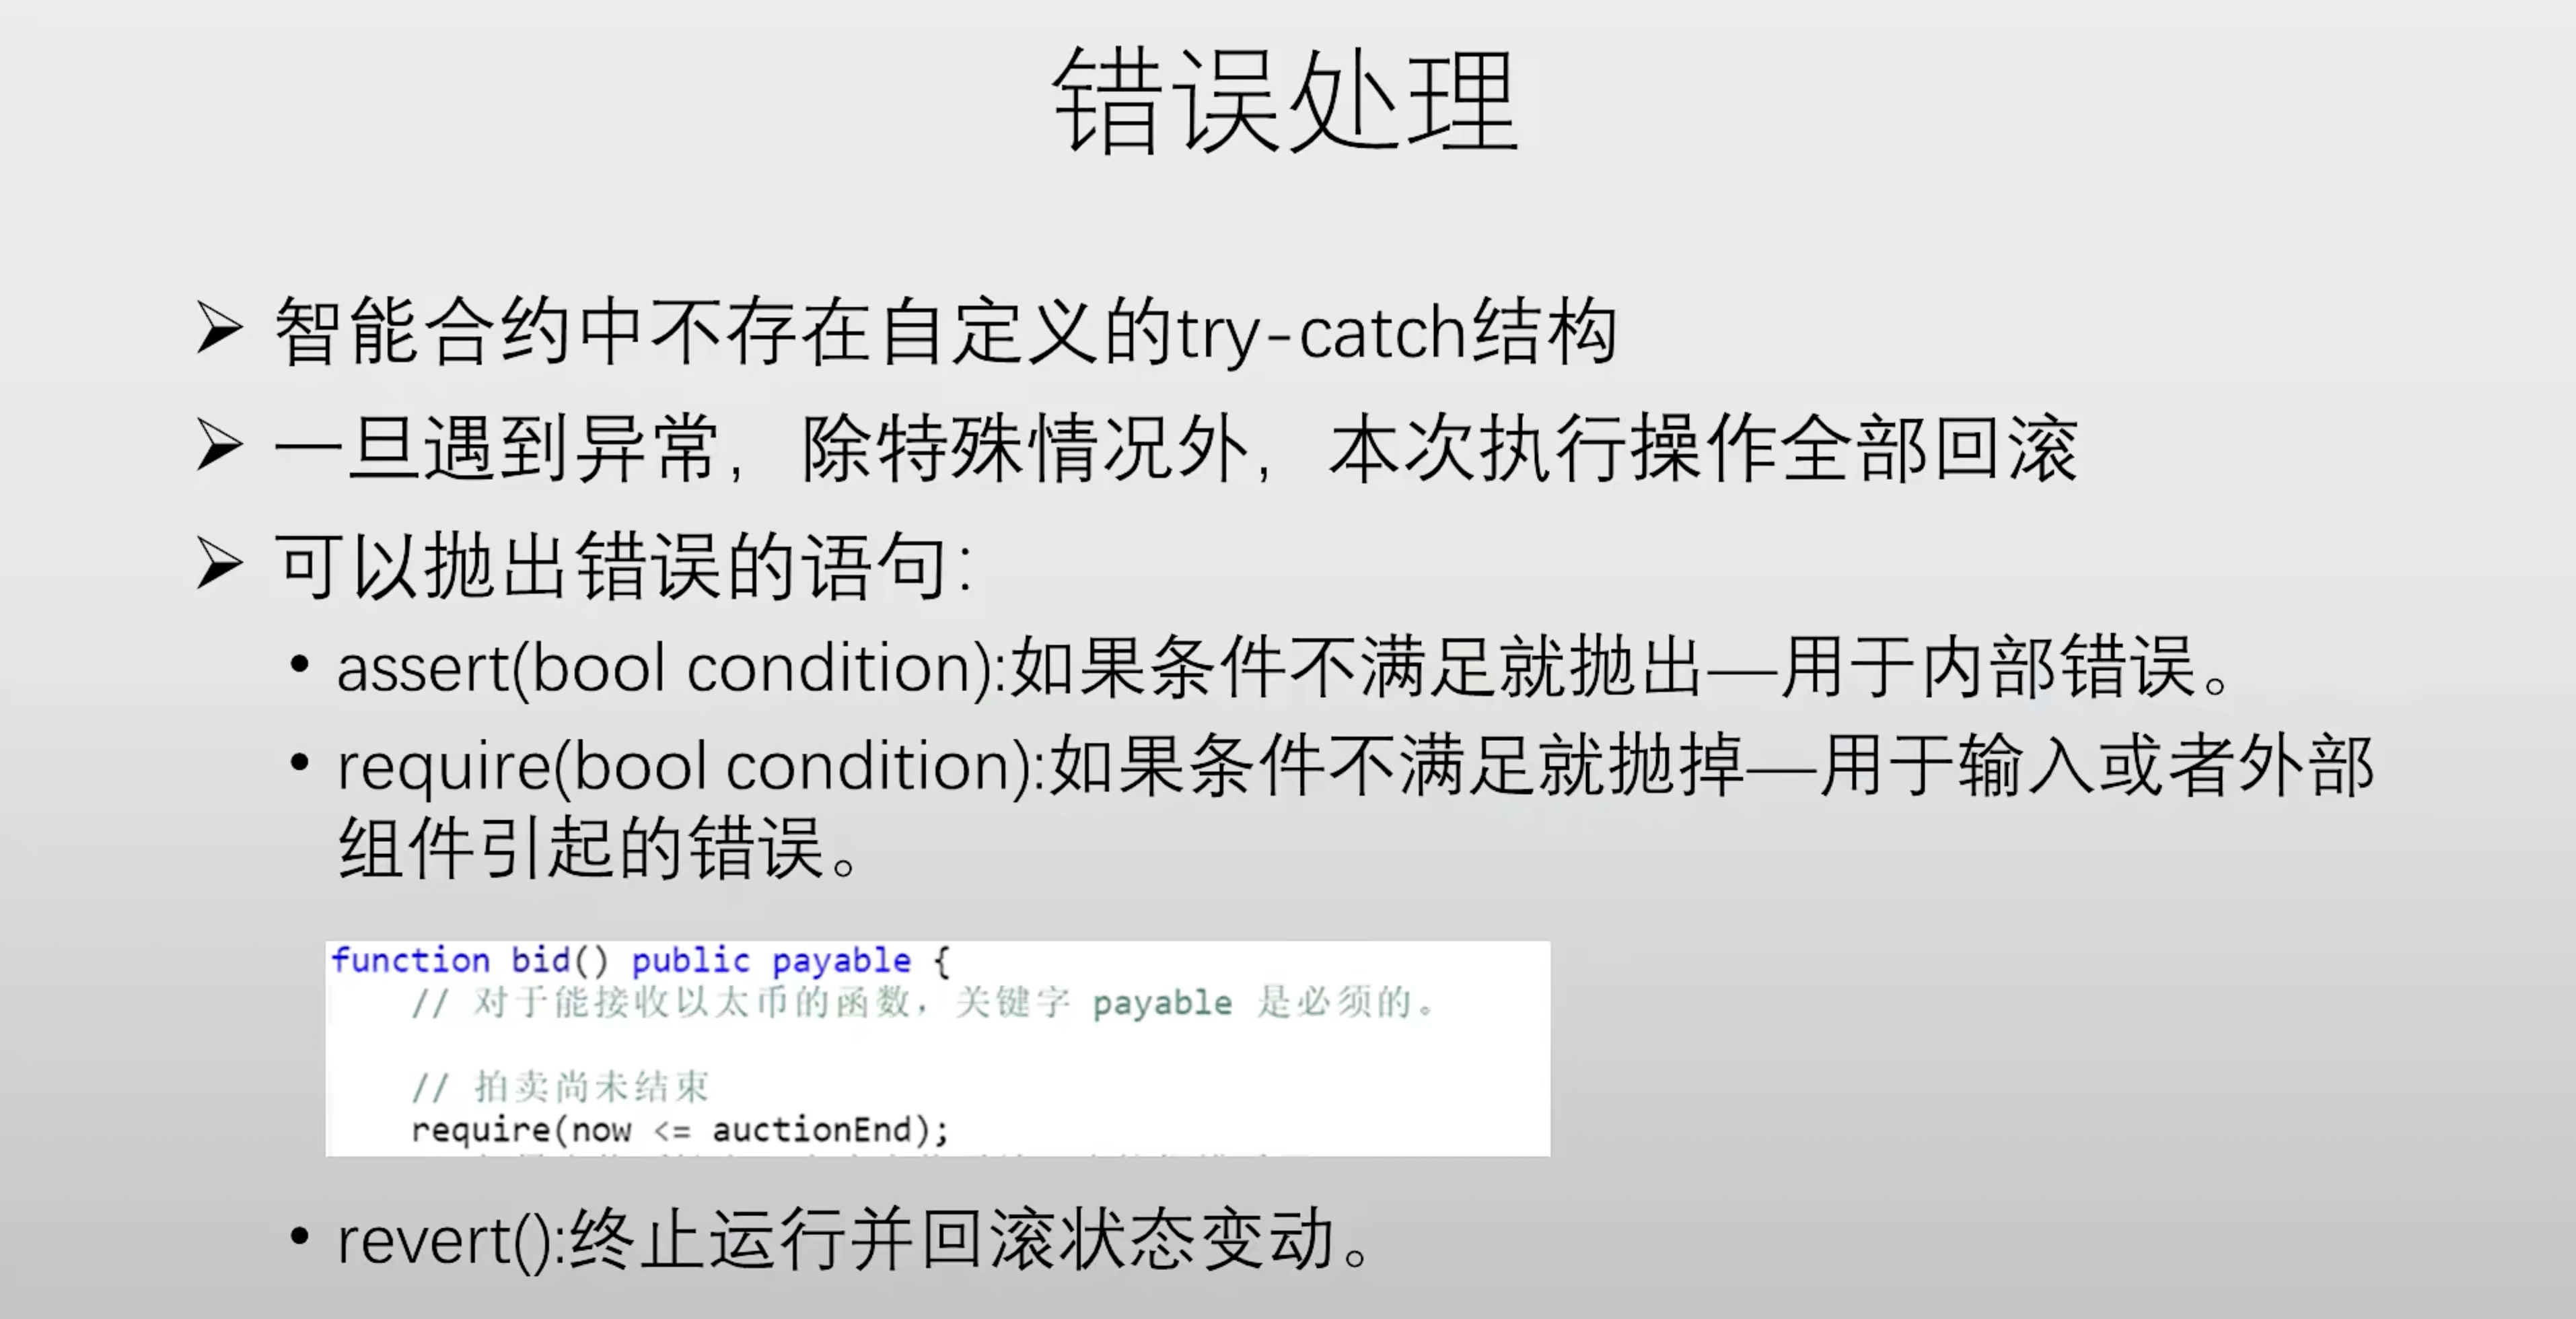 错误处理
智能合约中不存在自定义的try-catch结构
一旦遇到异常，除特殊情况外，本次执行操作全部回滚
可以抛出错误的语句：
• assert(bool condition):如果条件不满足就抛出—用于内部错误。
• require(bool condition):如果条件不满足就抛掉—用于输入或者外部
组件引起的错误。
function bid() public payable {
// 对于能接收以太币的函数，关键字 payable 是必须的。
// 拍卖尚未结束
require(now <= auctionEnd);
• revert():终止运行并回滚状态变动。